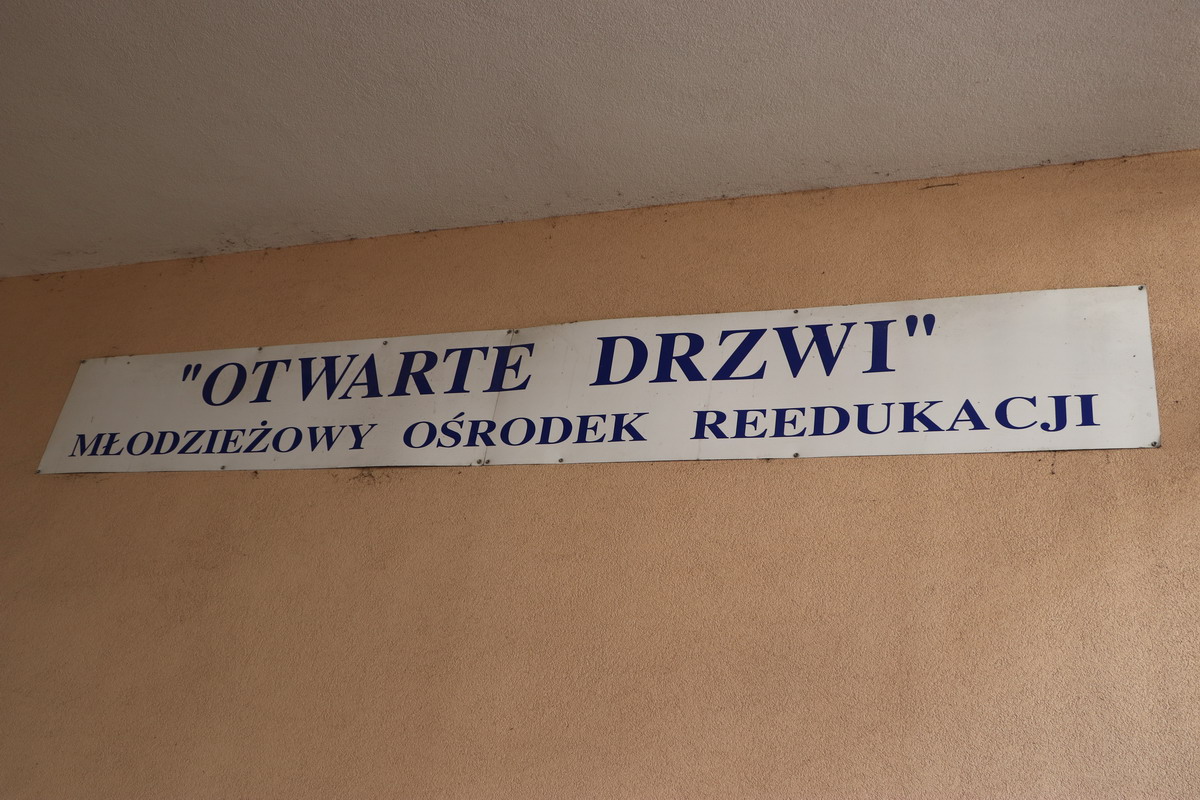 "OTWARTE DRZWI"
MŁODZIEŻOWY OŚRODEK REEDUKACJI